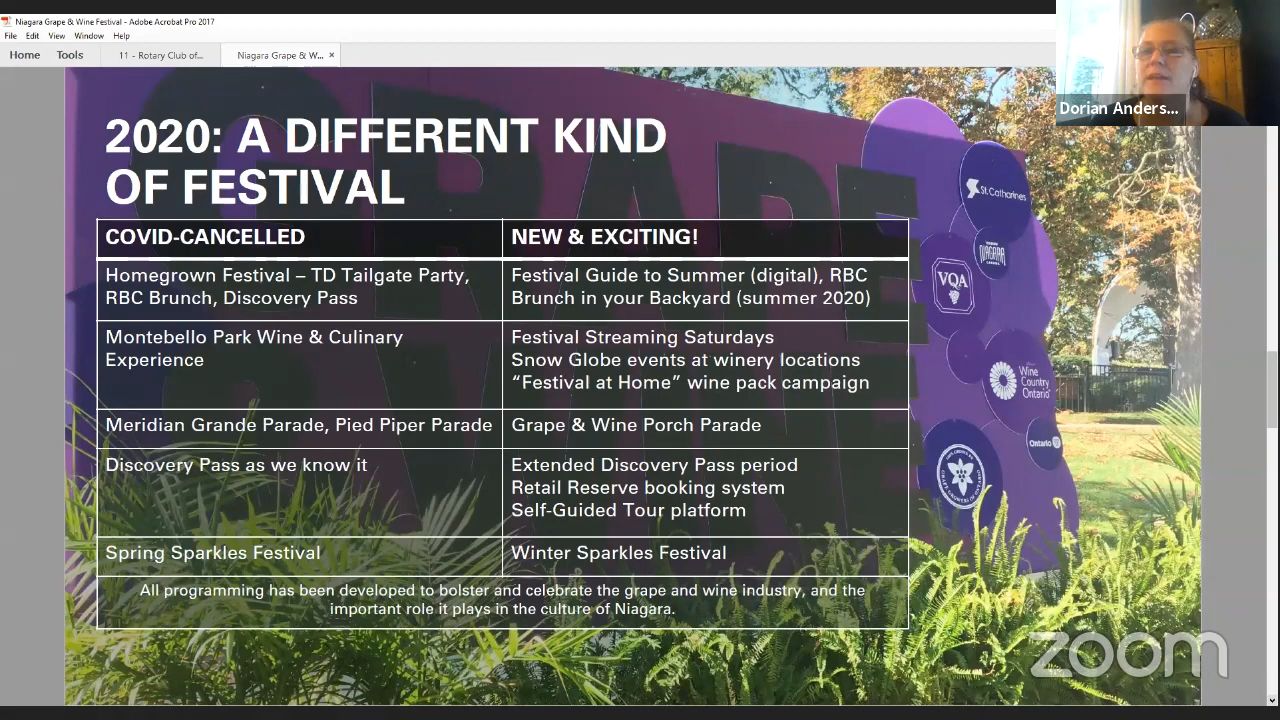 Niagara Grape & Wine Festival - Adobe Acrobat Pro 2017
File Edit View Window Help
Home Tools 11 - Rotary Club of... Niagara Grape & W... ×
Dorian Anders...
2020: A DIFFERENT KIND
OF FESTIVAL
COVID-CANCELLED
NEW & EXCITING!
Homegrown Festival – TD Tailgate Party,
RBC Brunch, Discovery Pass
Festival Guide to Summer (digital), RBC
Brunch in your Backyard (summer 2020)
Montebello Park Wine & Culinary
Experience
Festival Streaming Saturdays
Snow Globe events at winery locations
“Festival at Home” wine pack campaign
Meridian Grande Parade, Pied Piper Parade
Grape & Wine Porch Parade
Discovery Pass as we know it
Extended Discovery Pass period
Retail Reserve booking system
Self-Guided Tour platform
Spring Sparkles Festival
Winter Sparkles Festival
All programming has been developed to bolster and celebrate the grape and wine industry, and the
important role it plays in the culture of Niagara.
GRAPE
St. Catharines
NIAGARA
VQA
Wine
Country
Ontario
Ontario
zoom